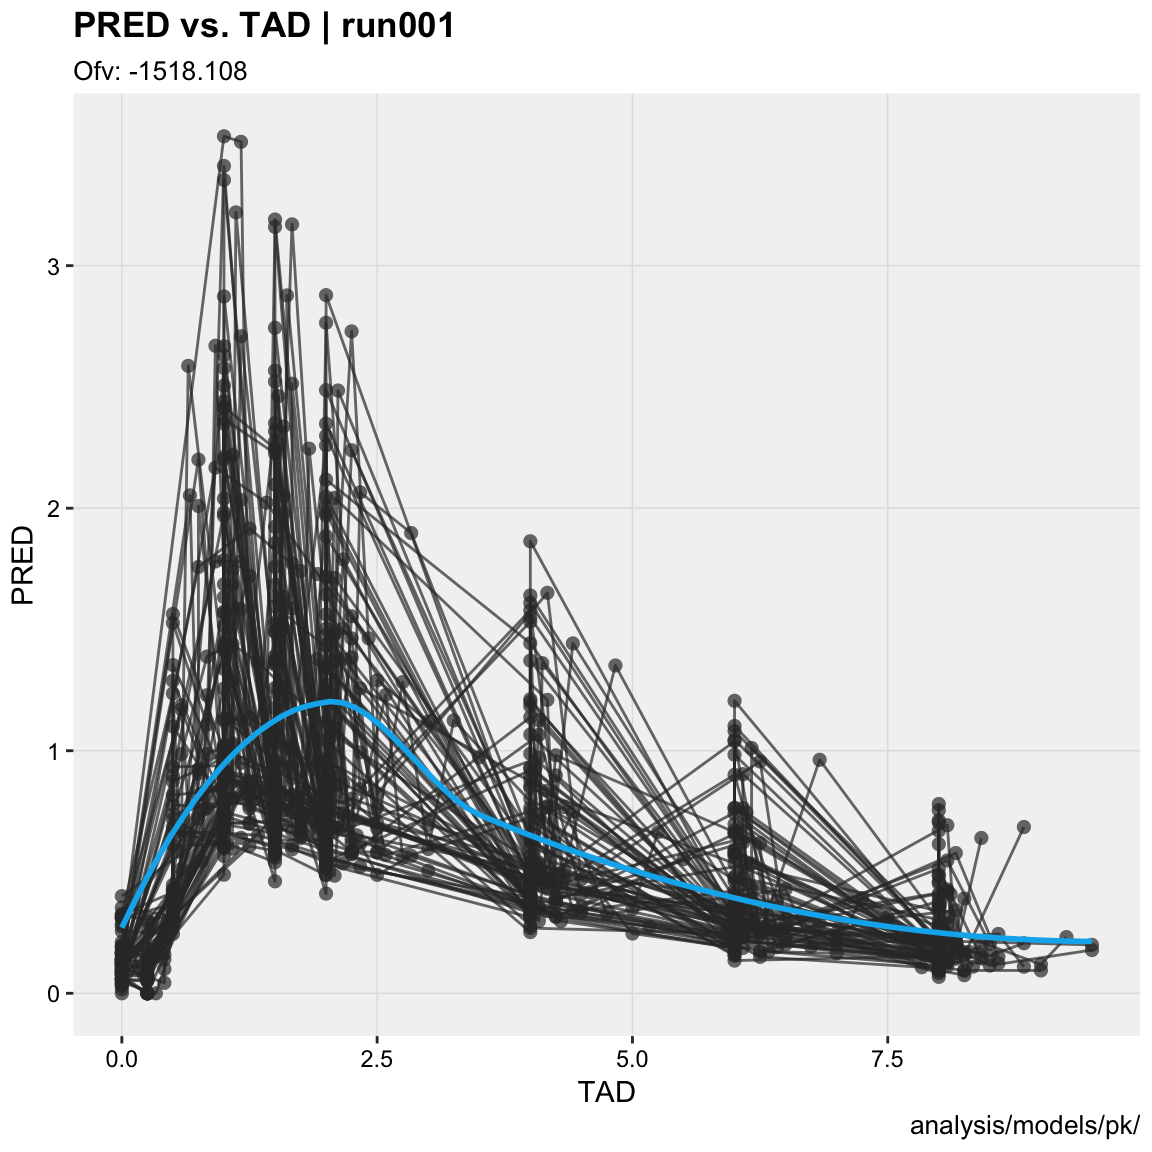 PRED vs. TAD | run001
Ofv: -1518.108
3
2
1
0
PRED
0.0 2.5 5.0 7.5
TAD
analysis/models/pk/